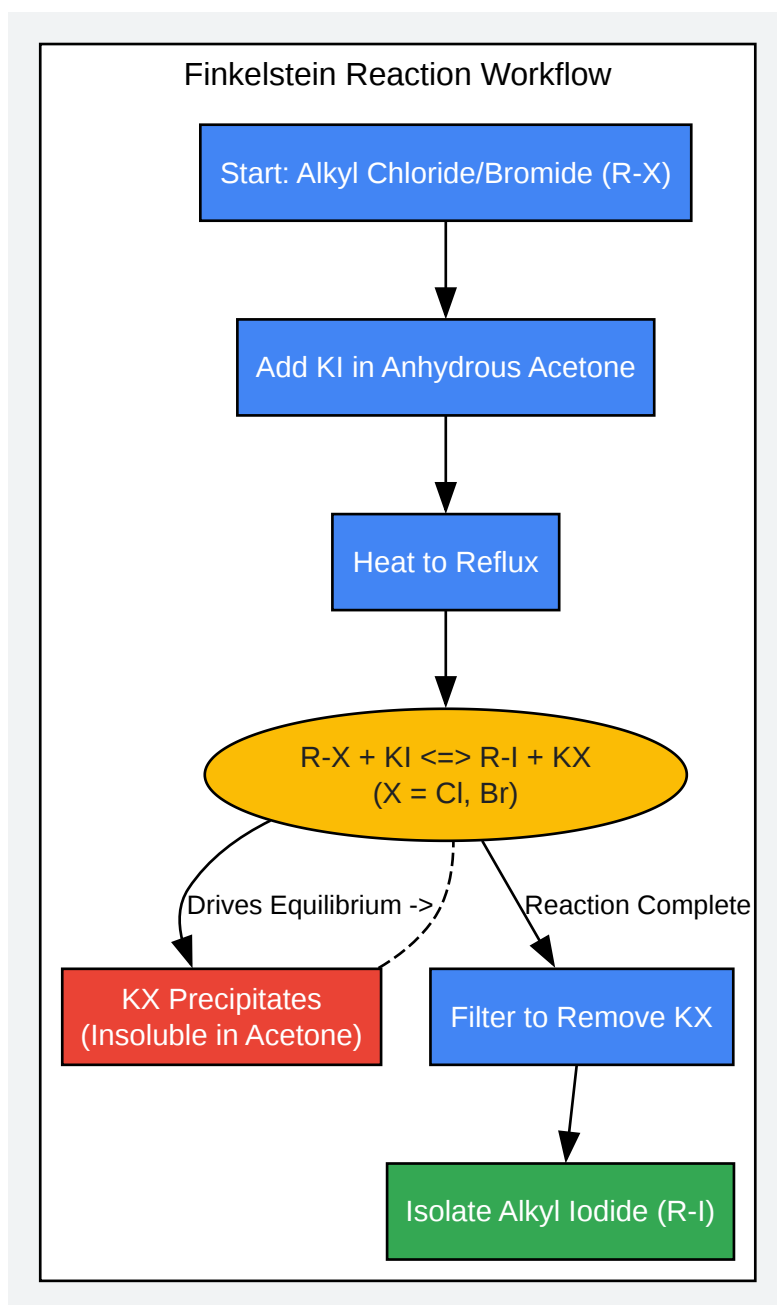 Finkelstein Reaction Workflow
Start: Alkyl Chloride/Bromide (R-X)
Add KI in Anhydrous Acetone
Heat to Reflux
R-X + KI <=> R-I + KX
(X = Cl, Br)
Drives Equilibrium ->
Reaction Complete
KX Precipitates
(Insoluble in Acetone)
Filter to Remove KX
Isolate Alkyl Iodide (R-I)